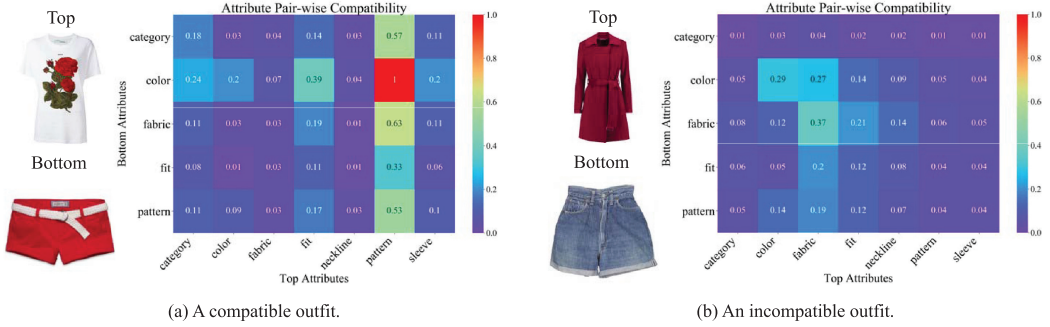 Top
Bottom
Attribute Pair-wise Compatibility
Bottom Attributes
category 0.18 0.03 0.04 0.14 0.03 0.57 0.11
color 0.24 0.2 0.07 0.39 0.04 1 0.2
fabric 0.11 0.03 0.03 0.19 0.01 0.63 0.11
fit 0.08 0.01 0.03 0.11 0.01 0.33 0.06
pattern 0.11 0.09 0.03 0.17 0.03 0.53 0.1
category color fabric fit neckline pattern sleeve
Top Attributes
1.0
0.8
0.6
0.4
0.2
0.0
(a) A compatible outfit.
Top
Bottom
Attribute Pair-wise Compatibility
Bottom Attributes
category 0.01 0.03 0.04 0.02 0.02 0.01 0.01
color 0.05 0.29 0.27 0.14 0.09 0.05 0.04
fabric 0.08 0.12 0.37 0.21 0.14 0.06 0.05
fit 0.06 0.05 0.2 0.12 0.08 0.04 0.04
pattern 0.05 0.14 0.19 0.12 0.07 0.04 0.04
category color fabric fit neckline pattern sleeve
Top Attributes
1.0
0.8
0.6
0.4
0.2
0.0
(b) An incompatible outfit.